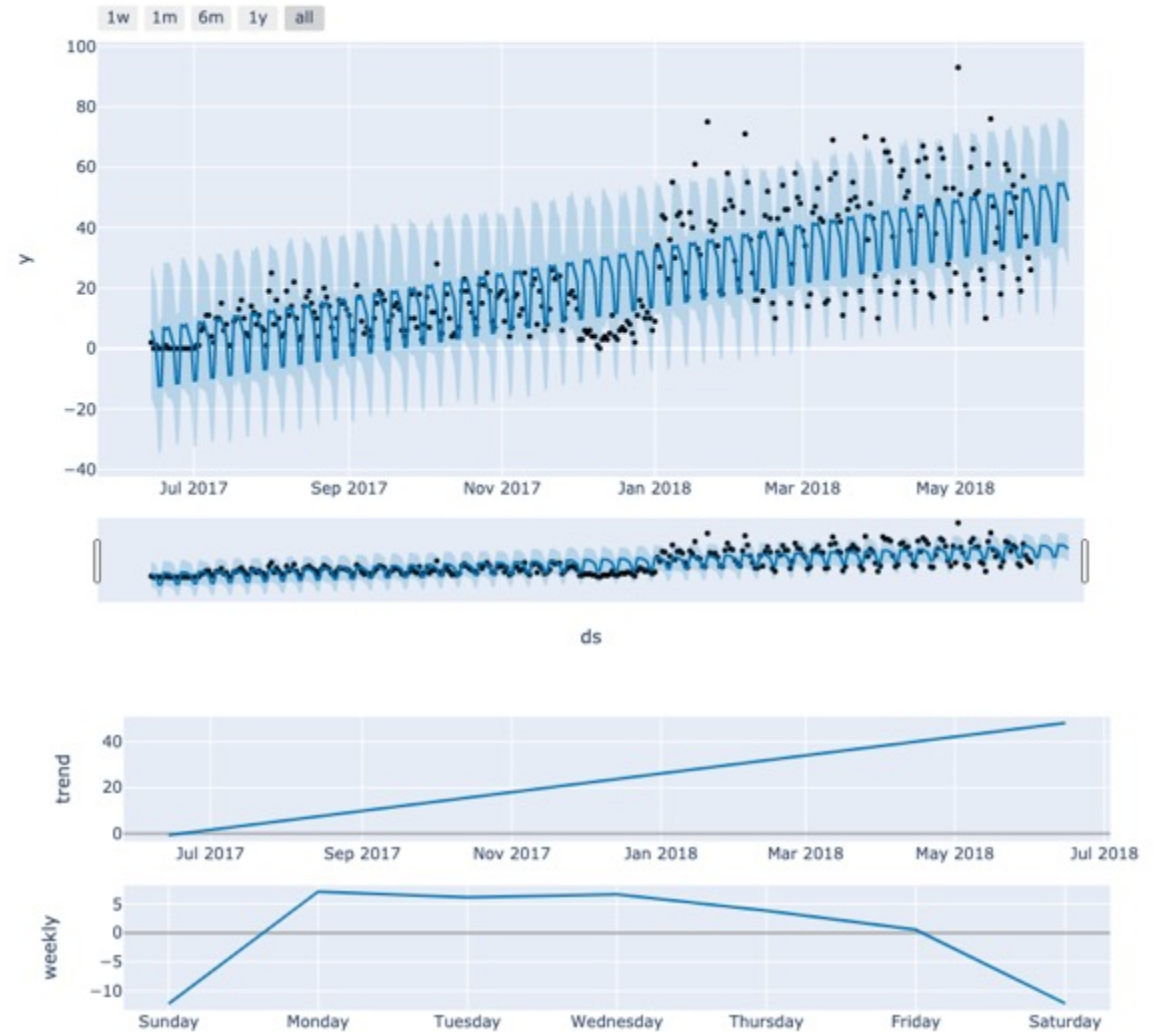 1w 1m 6m 1y all
100
80
60
40
20
0
−20
−40
y
Jul 2017 Sep 2017 Nov 2017 Jan 2018 Mar 2018 May 2018
ds
trend
40
20
0
Jul 2017 Sep 2017 Nov 2017 Jan 2018 Mar 2018 May 2018 Jul 2018
weekly
5
0
−5
−10
Sunday Monday Tuesday Wednesday Thursday Friday Saturday